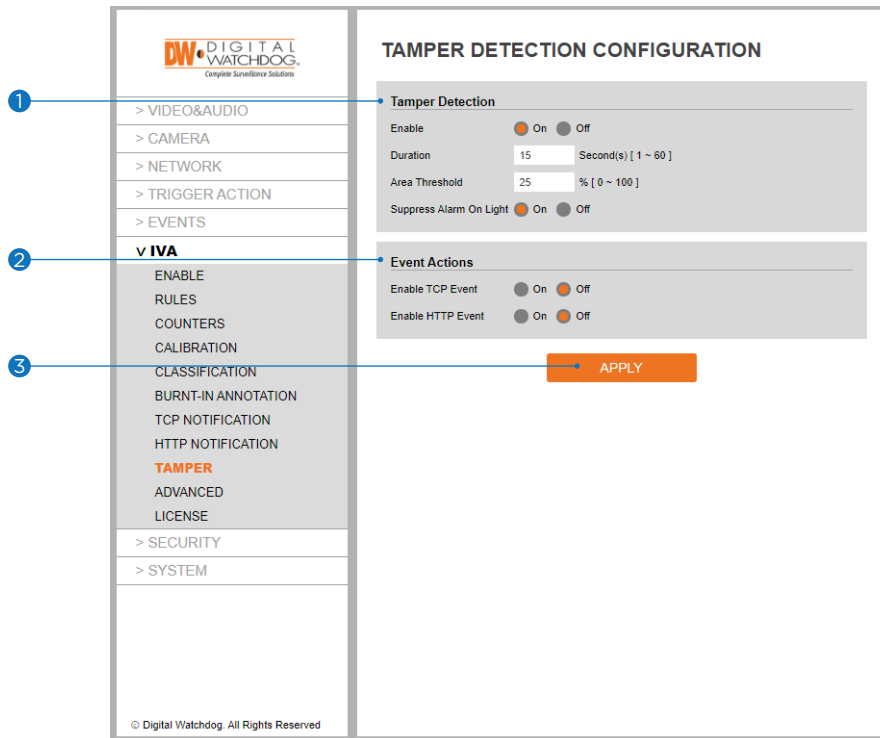 DW DIGITAL
WATCHDOG®
Complete Surveillance Solutions
TAMPER DETECTION CONFIGURATION
1
> VIDEO&AUDIO
> CAMERA
> NETWORK
> TRIGGER ACTION
> EVENTS
2
v IVA
ENABLE
RULES
COUNTERS
CALIBRATION
3
CLASSIFICATION
BURNT-IN ANNOTATION
TCP NOTIFICATION
HTTP NOTIFICATION
TAMPER
ADVANCED
LICENSE
> SECURITY
> SYSTEM
© Digital Watchdog. All Rights Reserved
Tamper Detection
Enable On Off
Duration 15 Second(s) [ 1 ~ 60 ]
Area Threshold 25 % [ 0 ~ 100 ]
Suppress Alarm On Light On Off
Event Actions
Enable TCP Event On Off
Enable HTTP Event On Off
APPLY